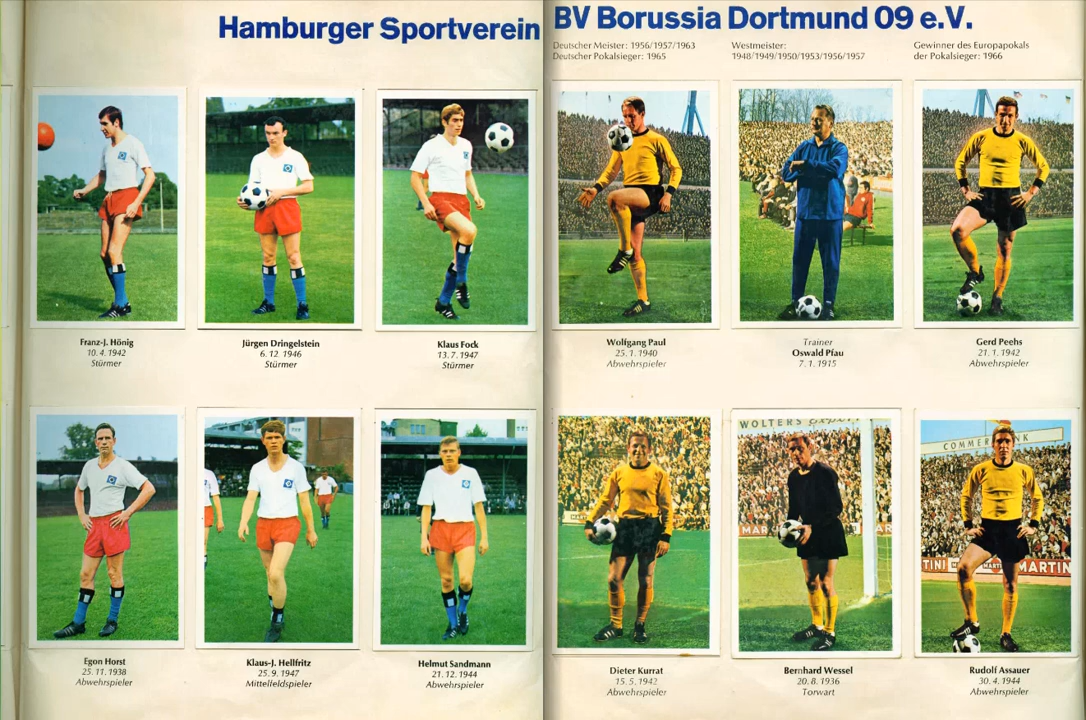 Hamburger Sportverein
Franz-J. Hönig
10. 4. 1942
Stürmer
Jürgen Dringelstein
6. 12. 1946
Stürmer
Klaus Fock
13. 7. 1947
Stürmer
Egon Horst
25. 11. 1938
Abwehrspieler
Klaus-J. Hellfritz
25. 9. 1947
Mittelfeldspieler
Helmut Sandmann
21. 12. 1944
Abwehrspieler
BV Borussia Dortmund 09 e.V.
Deutscher Meister: 1956/1957/1963
Deutscher Pokalsieger: 1965
Westmeister:
1948/1949/1950/1953/1956/1957
Gewinner des Europapokals
der Pokalsieger: 1966
Wolfgang Paul
25. 1. 1940
Abwehrspieler
Trainer
Oswald Pfau
7. 1. 1915
Gerd Peehs
21. 1. 1942
Abwehrspieler
WOLTERS
COMMER NK
TINI MARTIN
Dieter Kurrat
15. 5. 1942
Abwehrspieler
Bernhard Wessel
20. 8. 1936
Torwart
Rudolf Assauer
30. 4. 1944
Abwehrspieler